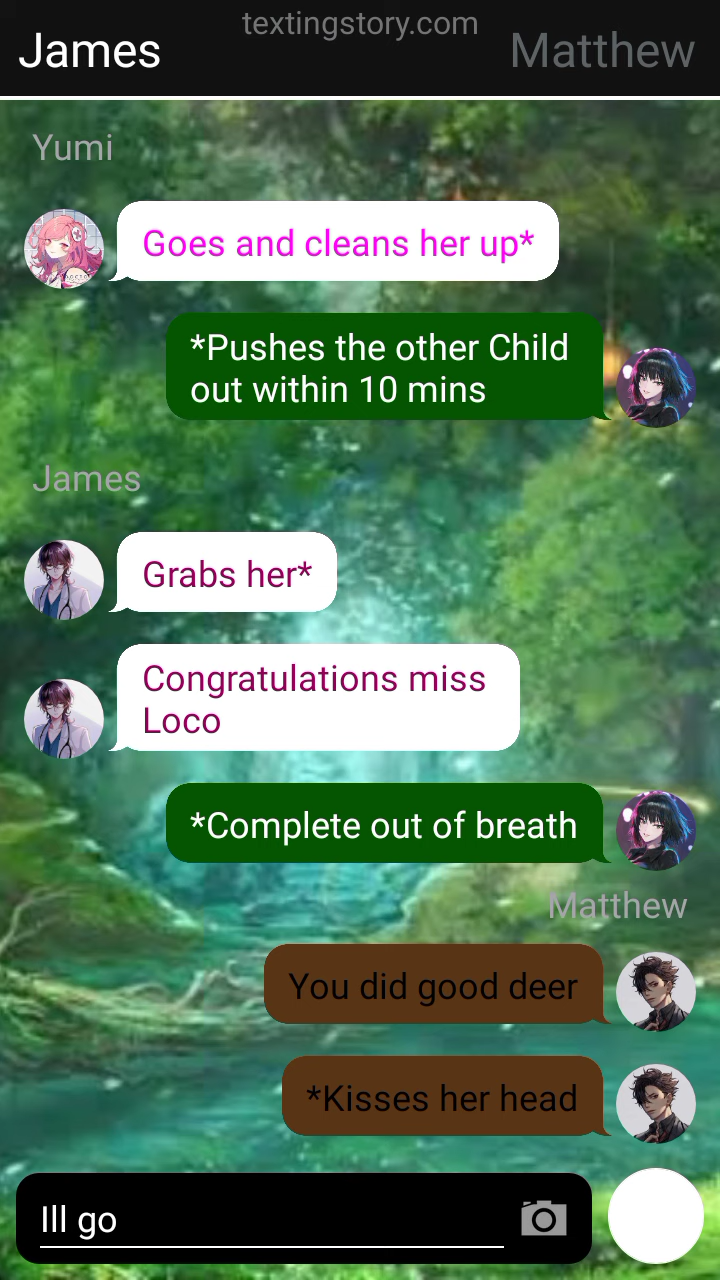 textingstory.com
James
Matthew
Yumi
Goes and cleans her up*
*Pushes the other Child
out within 10 mins
James
Grabs her*
Congratulations miss
Loco
*Complete out of breath
Matthew
You did good deer
*Kisses her head
Ill go